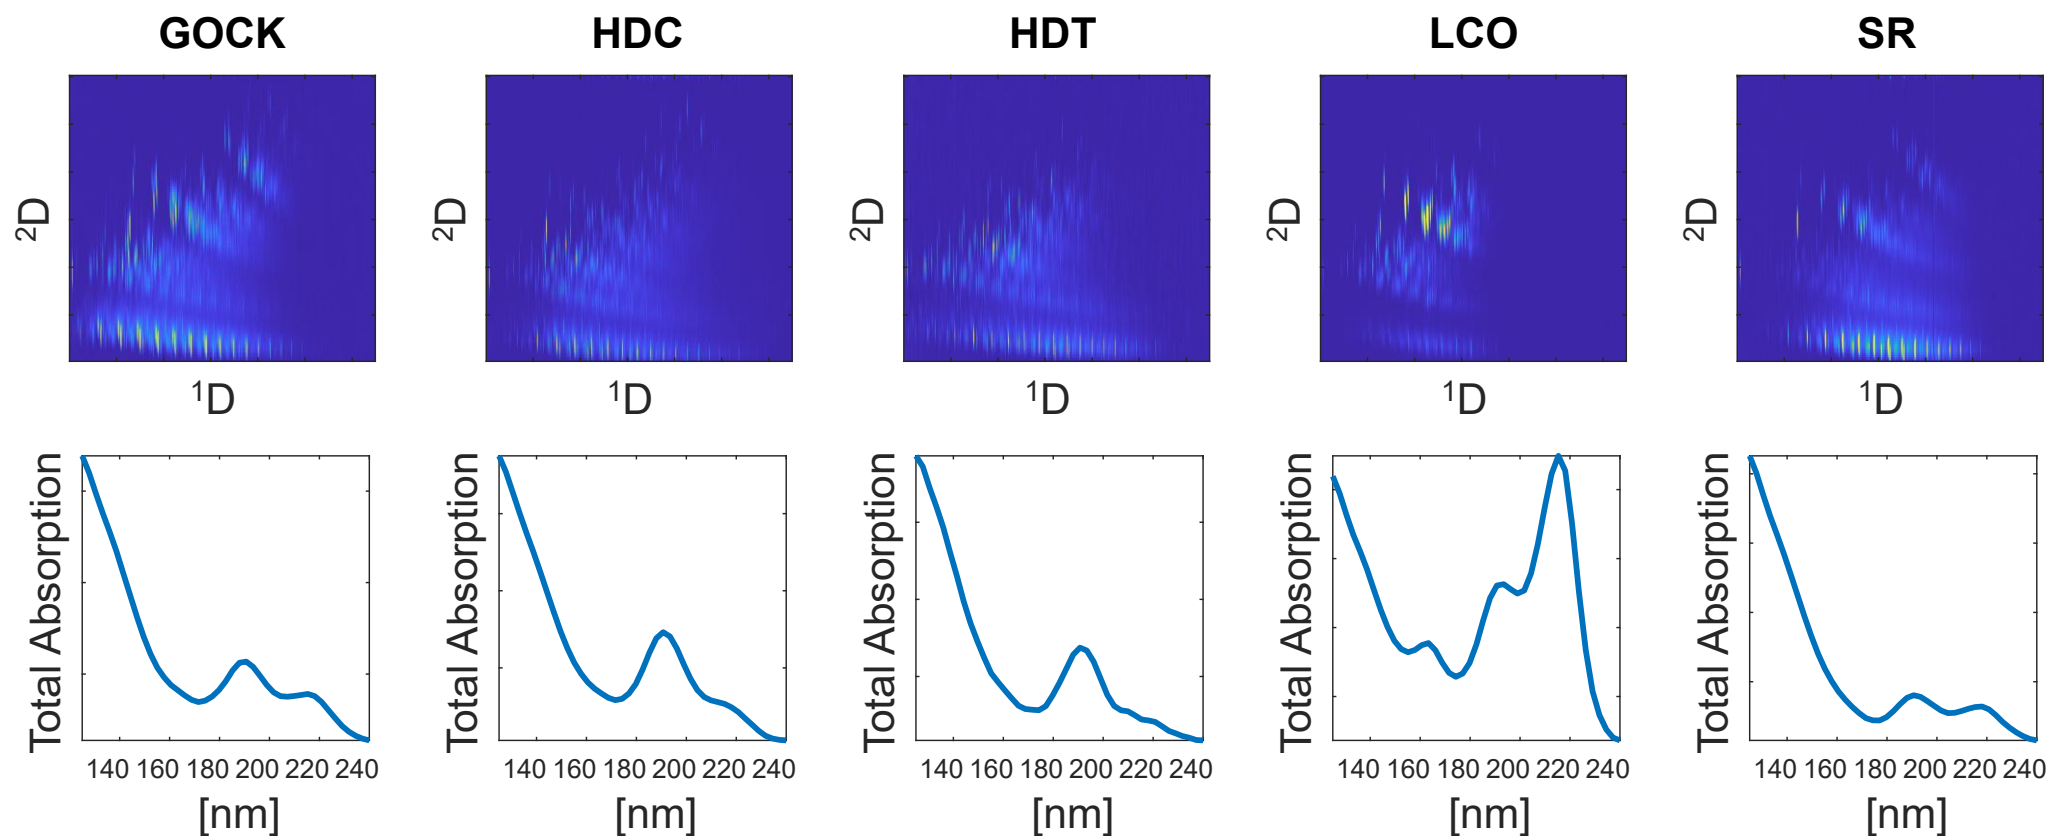 GOCK HDC HDT LCO SR
²D ²D ²D ²D ²D
¹D ¹D ¹D ¹D ¹D
Total Absorption Total Absorption Total Absorption Total Absorption Total Absorption
140 160 180 200 220 240 140 160 180 200 220 240 140 160 180 200 220 240 140 160 180 200 220 240 140 160 180 200 220 240
[nm] [nm] [nm] [nm] [nm]